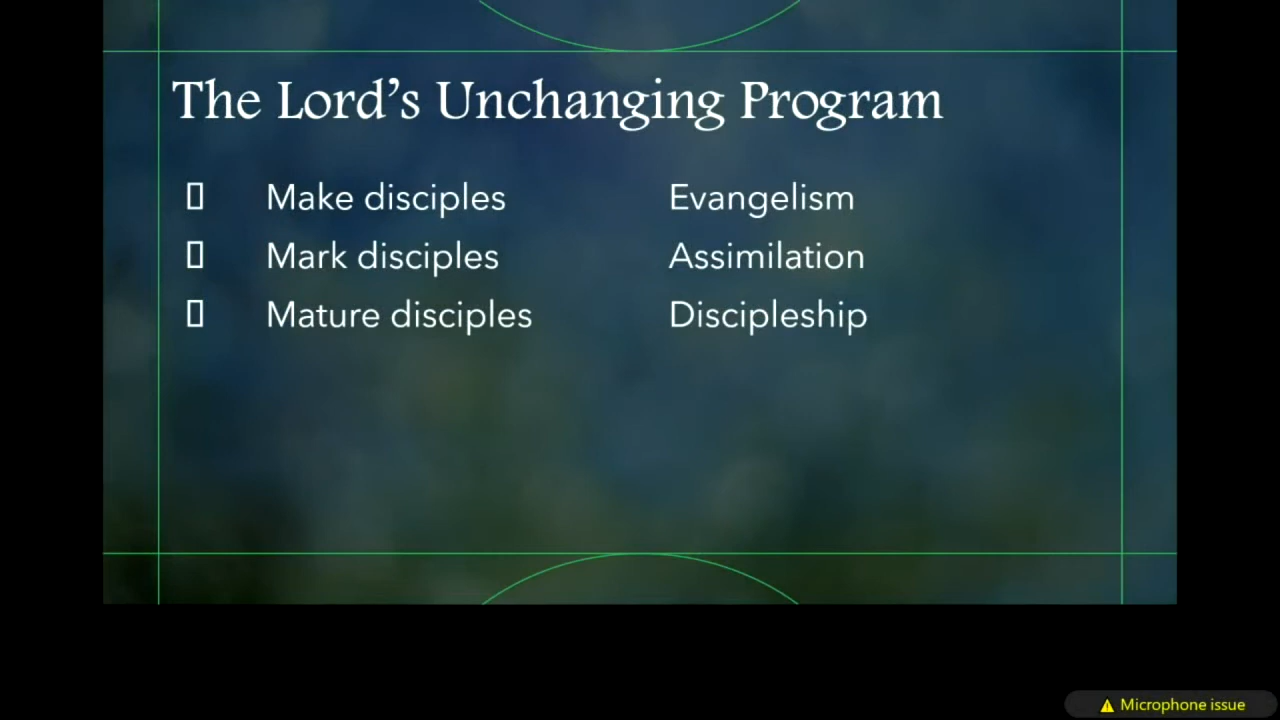 The Lord’s Unchanging Program
Make disciples Evangelism
Mark disciples Assimilation
Mature disciples Discipleship
Microphone issue